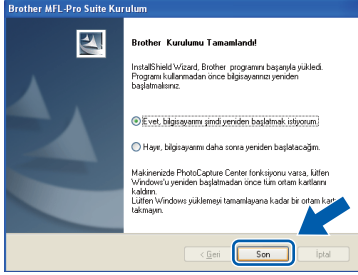 Brother MFL-Pro Suite Kurulum
Brother Kurulumu Tamamlandı!
InstallShield Wizard, Brother programını başarıyla yükledi.
Programı kullanmadan önce bilgisayarınızı yeniden
başlatmalısınız.
Evet, bilgisayarımı şimdi yeniden başlatmak istiyorum.
Hayır, bilgisayarımı daha sonra yeniden başlatacağım.
Makinenizde PhotoCapture Center fonksiyonu varsa, lütfen
Windows'u yeniden başlatmadan önce tüm ortam kartlarını
kaldırın.
Lütfen Windows yüklemeyi tamamlayana kadar bir ortam
takmayın.
< Geri
Son
İptal